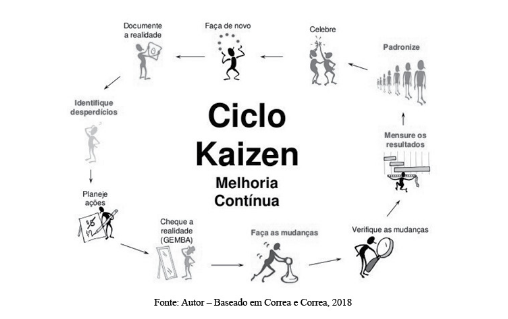 Documente
a realidade
Faça de novo
Celebre
Padronize
Identifique
desperdícios
Ciclo
Kaizen
Melhoria
Contínua
Mensure os
resultados
Planeje
ações
Cheque a
realidade
(GEMBA)
Faça as mudanças
Verifique as mudanças
Fonte: Autor – Baseado em Correa e Correa, 2018